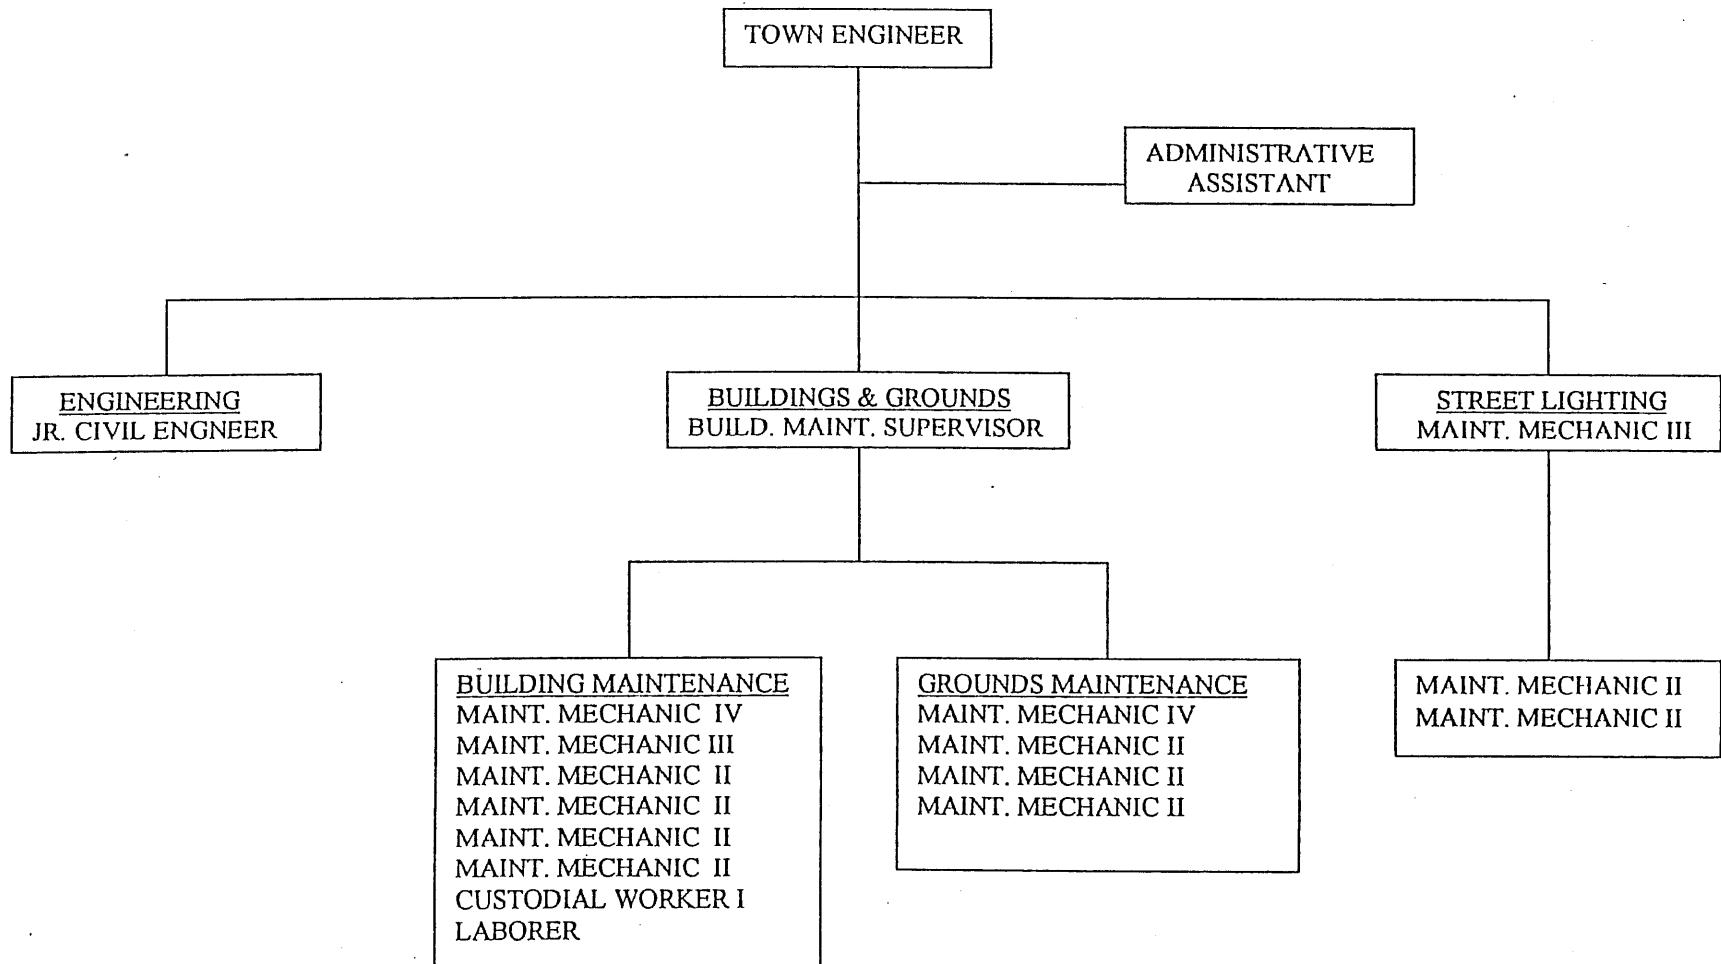 TOWN ENGINEER
ADMINISTRATIVE
ASSISTANT
ENGINEERING
JR. CIVIL ENGNEER
BUILDINGS & GROUNDS
BUILD. MAINT. SUPERVISOR
STREET LIGHTING
MAINT. MECHANIC III
BUILDING MAINTENANCE
MAINT. MECHANIC IV
MAINT. MECHANIC III
MAINT. MECHANIC II
MAINT. MECHANIC II
MAINT. MECHANIC II
MAINT. MECHANIC II
CUSTODIAL WORKER I
LABORER
GROUNDS MAINTENANCE
MAINT. MECHANIC IV
MAINT. MECHANIC II
MAINT. MECHANIC II
MAINT. MECHANIC II
MAINT. MECHANIC II
MAINT. MECHANIC II